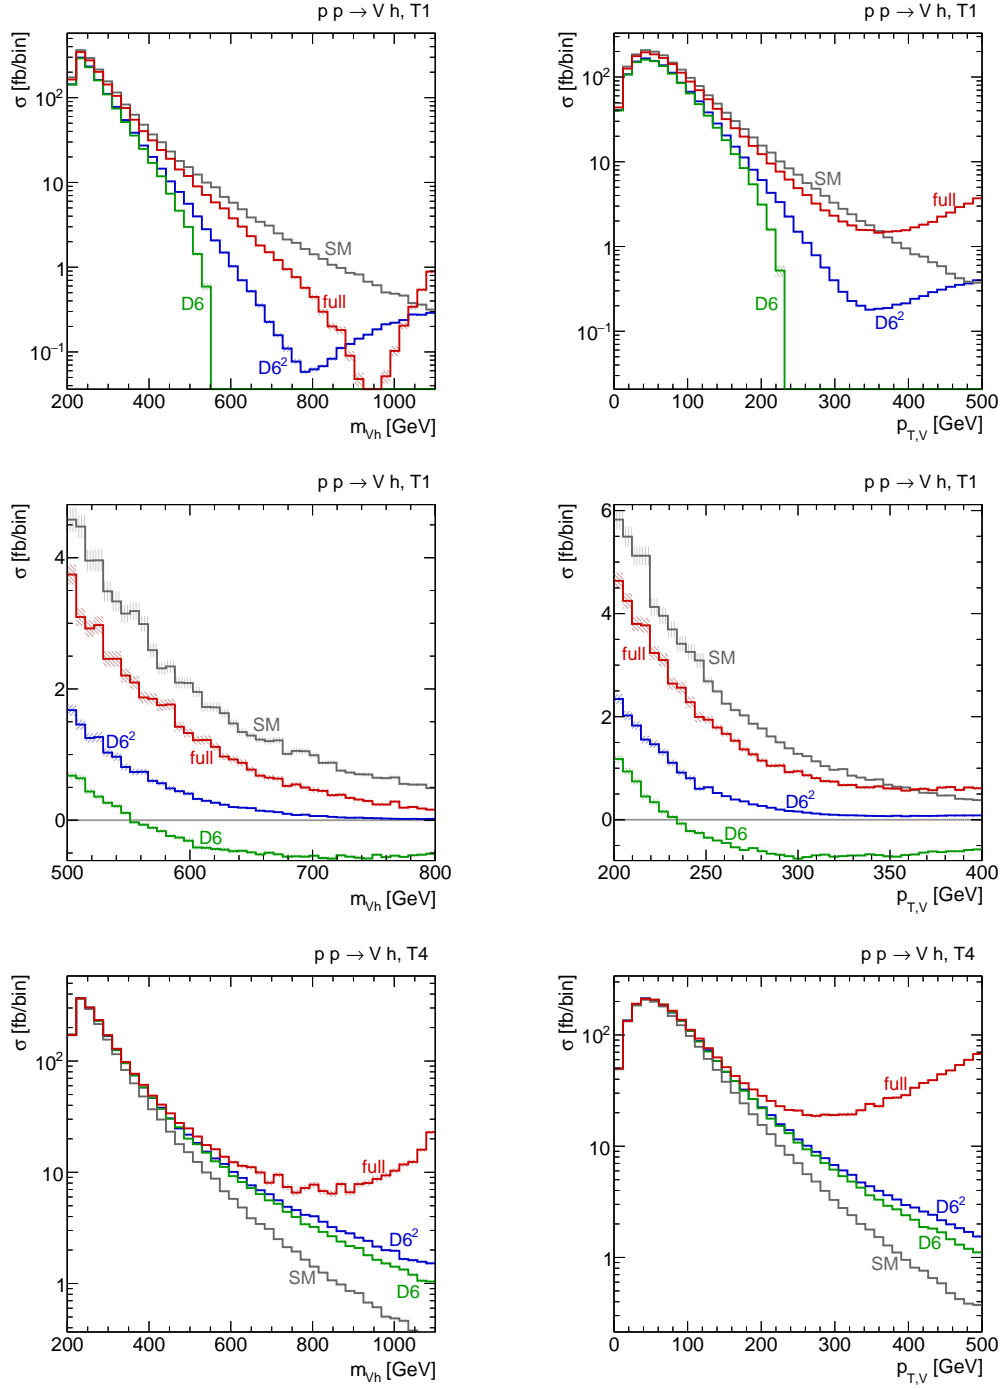 p p → V h, T1
σ [fb/bin]
10²
10
1
10⁻¹
SM
full
D6
D6²
200 400 600 800 1000
m_Vh [GeV]
p p → V h, T1
σ [fb/bin]
10²
10
1
10⁻¹
SM
full
D6
D6²
0 100 200 300 400 500
p_T,V [GeV]
p p → V h, T1
σ [fb/bin]
4
2
0
SM
D6²
full
D6
500 600 700 800
m_Vh [GeV]
p p → V h, T1
σ [fb/bin]
6
4
2
0
full
SM
D6²
D6
200 250 300 350 400
p_T,V [GeV]
p p → V h, T4
σ [fb/bin]
10²
10
1
full
D6²
SM
D6
200 400 600 800 1000
m_Vh [GeV]
p p → V h, T4
σ [fb/bin]
10²
10
1
full
D6²
D6
SM
0 100 200 300 400 500
p_T,V [GeV]